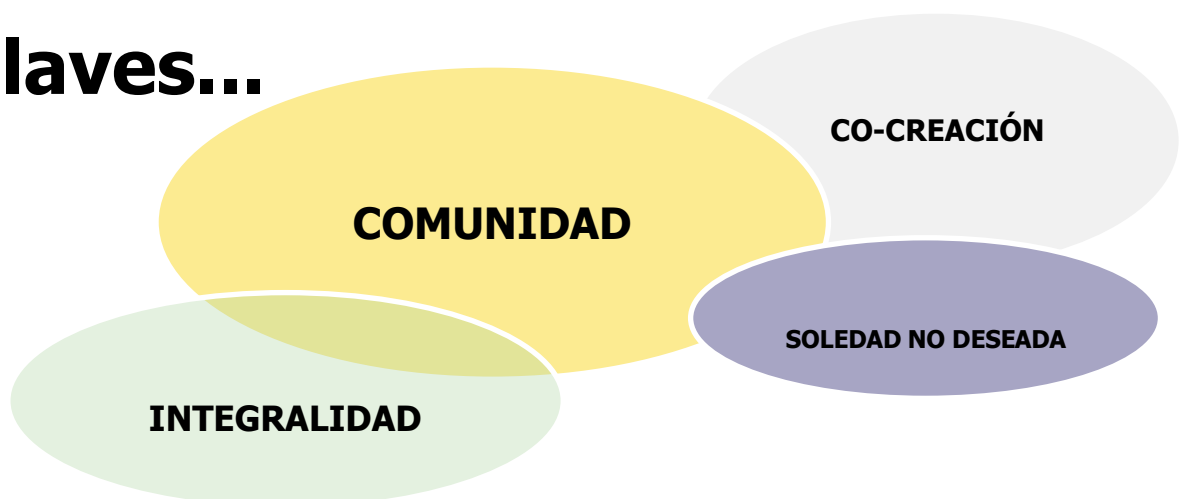 laves...
CO-CREACIÓN
COMUNIDAD
SOLEDAD NO DESEADA
INTEGRALIDAD